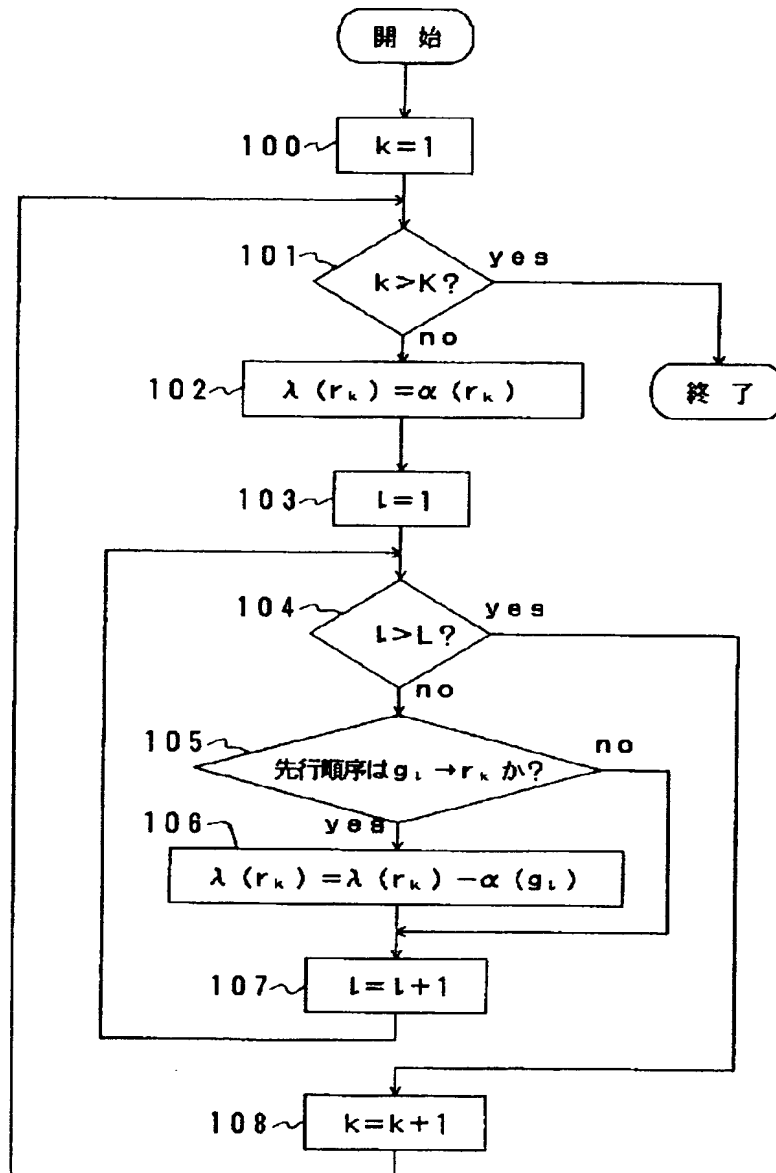 開始
100
k=1
101
k>K?
yes
no
102
λ(rₖ)=α(rₖ)
103
l=1
終了
104
l>L?
yes
no
105
先行順序はgₗ→rₖか?
no
yes
106
λ(rₖ)=λ(rₖ)-α(gₗ)
107
l=l+1
108
k=k+1